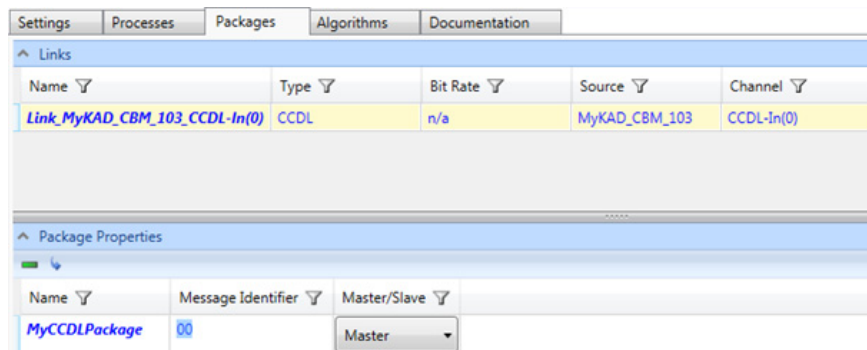 Settings Processes Packages Algorithms Documentation
Links
Name Type Bit Rate Source Channel
Link_MyKAD_CBM_103_CCDL-In(0) CCDL n/a MyKAD_CBM_103 CCDL-In(0)
Package Properties
Name Message Identifier Master/Slave
MyCCDLPackage 00 Master